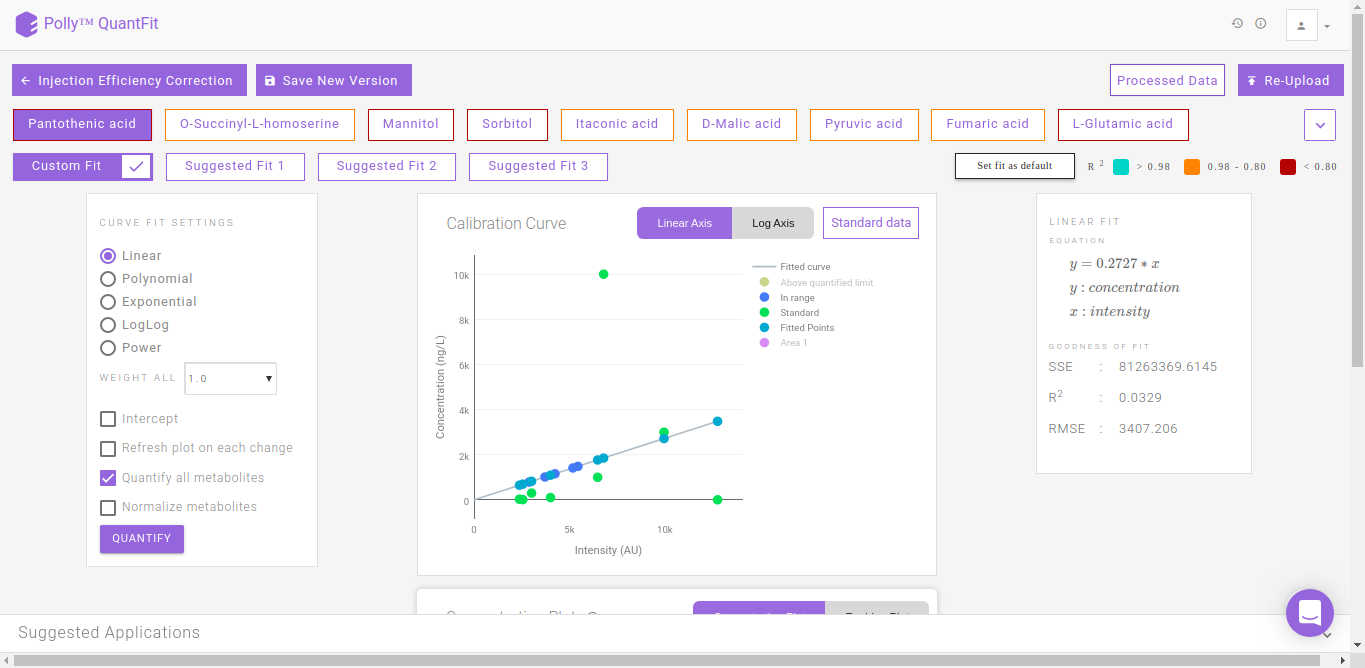 Polly™ QuantFit
Injection Efficiency Correction
Save New Version
Processed Data
Re-Upload
Pantothenic acid
O-Succinyl-L-homoserine
Mannitol
Sorbitol
Itaconic acid
D-Malic acid
Pyruvic acid
Fumaric acid
L-Glutamic acid
Custom Fit
Suggested Fit 1
Suggested Fit 2
Suggested Fit 3
Set fit as default
R 2
> 0.98
0.98 - 0.80
< 0.80
CURVE FIT SETTINGS
Linear
Polynomial
Exponential
LogLog
Power
WEIGHT ALL
1.0
Intercept
Refresh plot on each change
Quantify all metabolites
Normalize metabolites
QUANTIFY
Calibration Curve
Linear Axis
Log Axis
Standard data
10k
8k
6k
4k
2k
0
Concentration (ng/L)
0
5k
10k
Intensity (AU)
Fitted curve
Above quantified limit
In range
Standard
Fitted Points
Area 1
LINEAR FIT
EQUATION
y = 0.2727 * x
y : concentration
x : intensity
GOODNESS OF FIT
SSE : 81263369.6145
R2 : 0.0329
RMSE : 3407.206
Suggested Applications